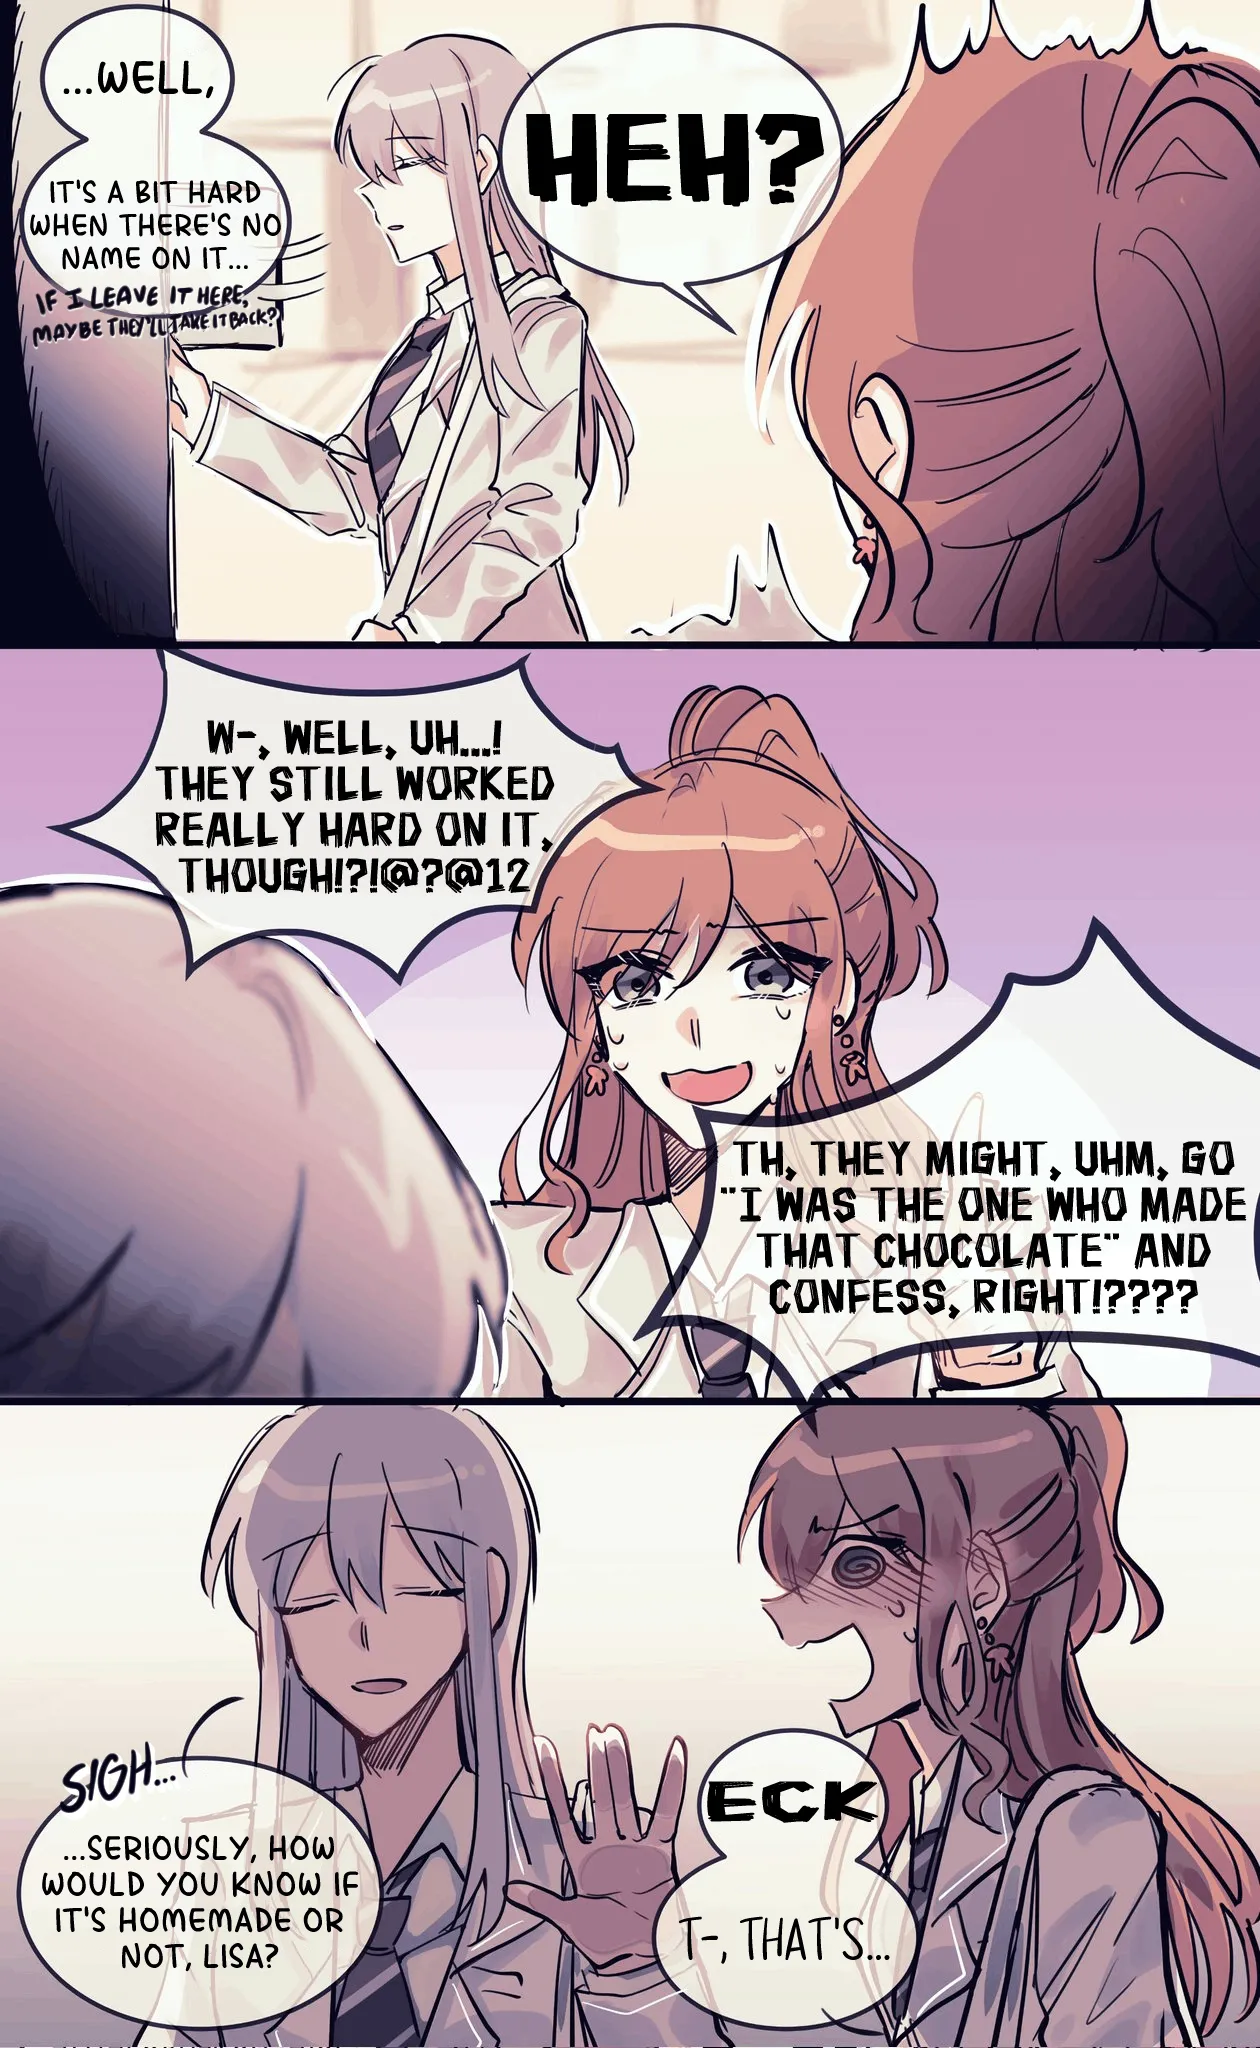 ...WELL,
IT'S A BIT HARD
WHEN THERE'S NO
NAME ON IT...
IF I LEAVE IT HERE,
MAYBE THEY'LL TAKE IT BACK?
HEH?
W-, WELL, UH...!
THEY STILL WORKED
REALLY HARD ON IT,
THOUGH!?!@?@12
TH, THEY MIGHT, UHM, GO
"I WAS THE ONE WHO MADE
THAT CHOCOLATE" AND
CONFESS, RIGHT!????
SIGH...
...SERIOUSLY, HOW
WOULD YOU KNOW IF
IT'S HOMEMADE OR
NOT, LISA?
ECK
T-, THAT'S...